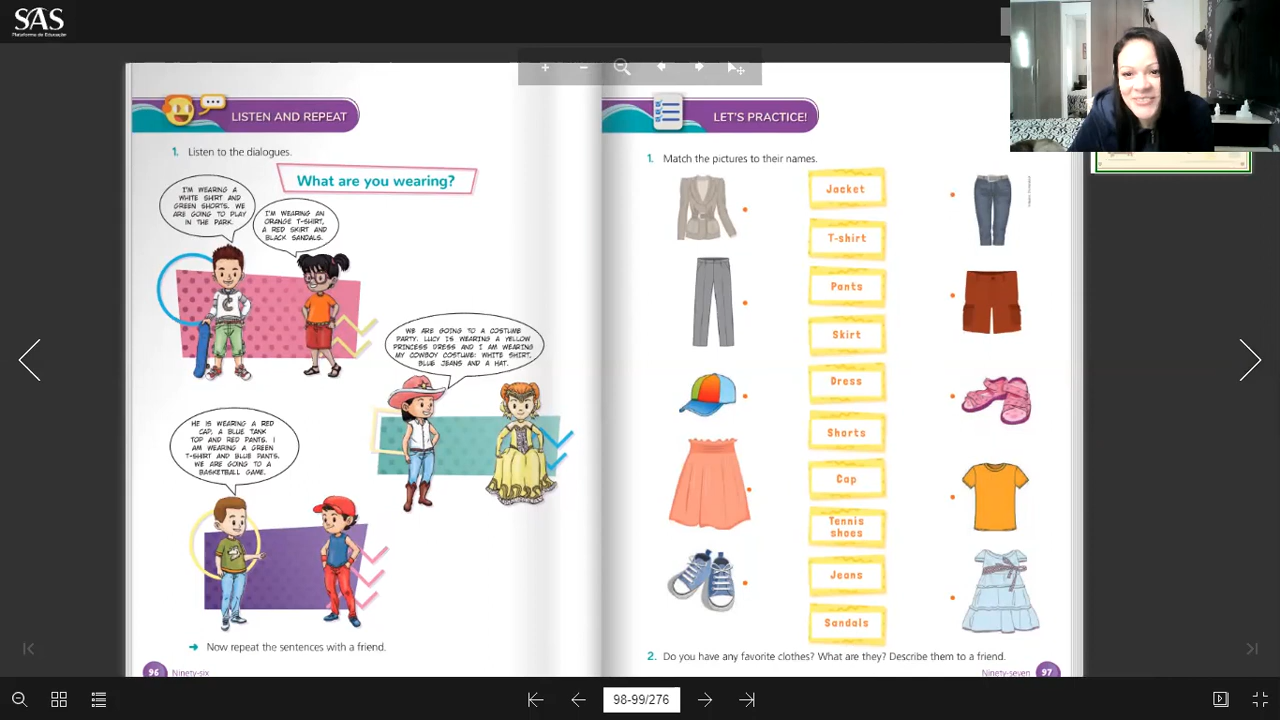 SAS
Plataforma de Educação
LISTEN AND REPEAT
1. Listen to the dialogues.
What are you wearing?
I'M WEARING A
WHITE SHIRT AND
GREEN SHORTS. WE
ARE GOING TO PLAY
IN THE PARK.
I'M WEARING AN
ORANGE T-SHIRT,
A RED SKIRT AND
BLACK SANDALS.
WE ARE GOING TO A COSTUME
PARTY. LUCY IS WEARING A YELLOW
PRINCESS DRESS AND I AM WEARING
MY COWBOY COSTUME: WHITE SHIRT,
BLUE JEANS AND A HAT.
HE IS WEARING A RED
CAP, A BLUE TANK
TOP AND RED PANTS. I
AM WEARING A GREEN
T-SHIRT AND BLUE PANTS.
WE ARE GOING TO A
BASKETBALL GAME.
C
➜ Now repeat the sentences with a friend.
96 Ninety-six
LET'S PRACTICE!
1. Match the pictures to their names.
Jacket
T-shirt
Pants
Skirt
Dress
Shorts
Cap
Tennis
shoes
Jeans
Sandals
2. Do you have any favorite clothes? What are they? Describe them to a friend.
Ninety-seven 97
98-99/276